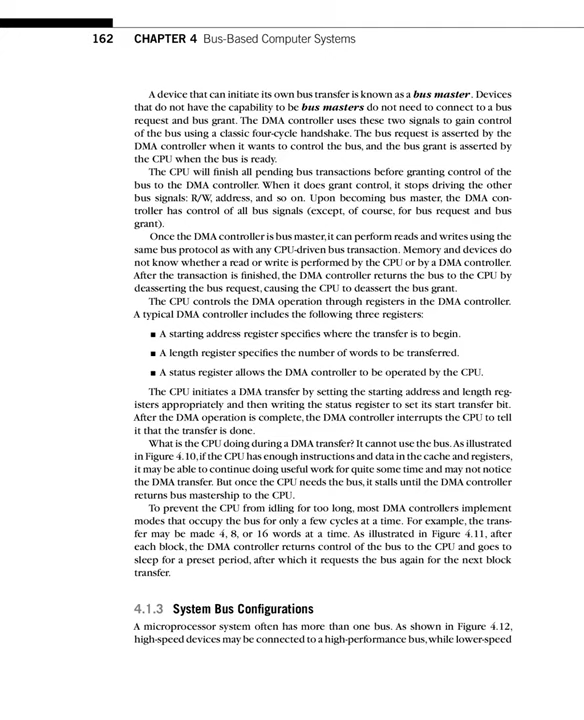 162 CHAPTER 4 Bus-Based Computer Systems
A device that can initiate its own bus transfer is known as a bus master. Devices
that do not have the capability to be bus masters do not need to connect to a bus
request and bus grant. The DMA controller uses these two signals to gain control
of the bus using a classic four-cycle handshake. The bus request is asserted by the
DMA controller when it wants to control the bus, and the bus grant is asserted by
the CPU when the bus is ready.
The CPU will finish all pending bus transactions before granting control of the
bus to the DMA controller. When it does grant control, it stops driving the other
bus signals: R/W, address, and so on. Upon becoming bus master, the DMA con-
troller has control of all bus signals (except, of course, for bus request and bus
grant).
Once the DMA controller is bus master, it can perform reads and writes using the
same bus protocol as with any CPU-driven bus transaction. Memory and devices do
not know whether a read or write is performed by the CPU or by a DMA controller.
After the transaction is finished, the DMA controller returns the bus to the CPU by
deasserting the bus request, causing the CPU to deassert the bus grant.
The CPU controls the DMA operation through registers in the DMA controller.
A typical DMA controller includes the following three registers:
■ A starting address register specifies where the transfer is to begin.
■ A length register specifies the number of words to be transferred.
■ A status register allows the DMA controller to be operated by the CPU.
The CPU initiates a DMA transfer by setting the starting address and length reg-
isters appropriately and then writing the status register to set its start transfer bit.
After the DMA operation is complete, the DMA controller interrupts the CPU to tell
it that the transfer is done.
What is the CPU doing during a DMA transfer? It cannot use the bus. As illustrated
in Figure 4.10, if the CPU has enough instructions and data in the cache and registers,
it may be able to continue doing useful work for quite some time and may not notice
the DMA transfer. But once the CPU needs the bus, it stalls until the DMA controller
returns bus mastership to the CPU.
To prevent the CPU from idling for too long, most DMA controllers implement
modes that occupy the bus for only a few cycles at a time. For example, the trans-
fer may be made 4, 8, or 16 words at a time. As illustrated in Figure 4.11, after
each block, the DMA controller returns control of the bus to the CPU and goes to
sleep for a preset period, after which it requests the bus again for the next block
transfer.
4.1.3 System Bus Configurations
A microprocessor system often has more than one bus. As shown in Figure 4.12,
high-speed devices may be connected to a high-performance bus, while lower-speed